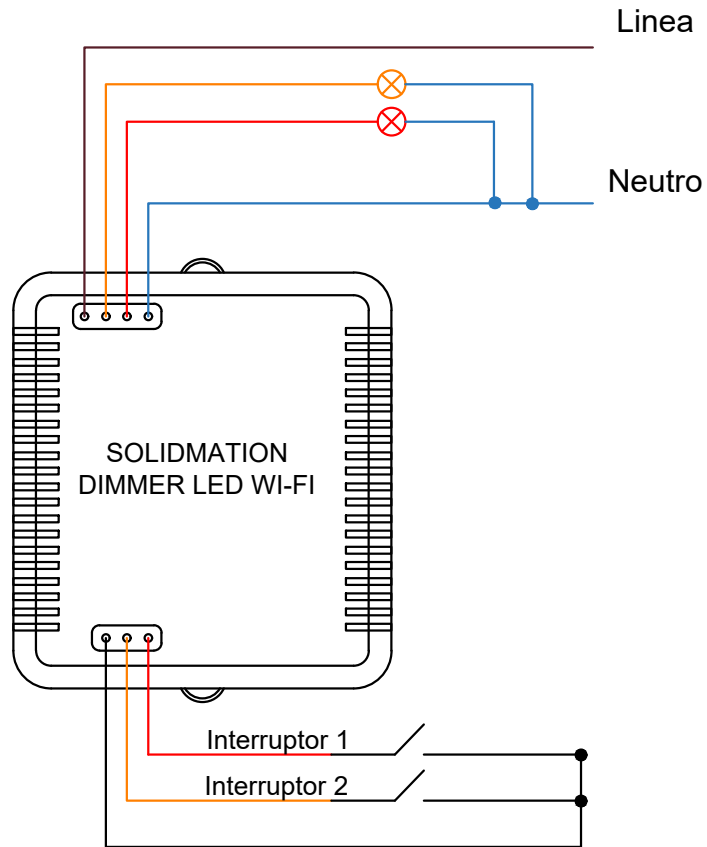 Linea
Neutro
SOLIDMATION
DIMMER LED WI-FI
Interruptor 1
Interruptor 2